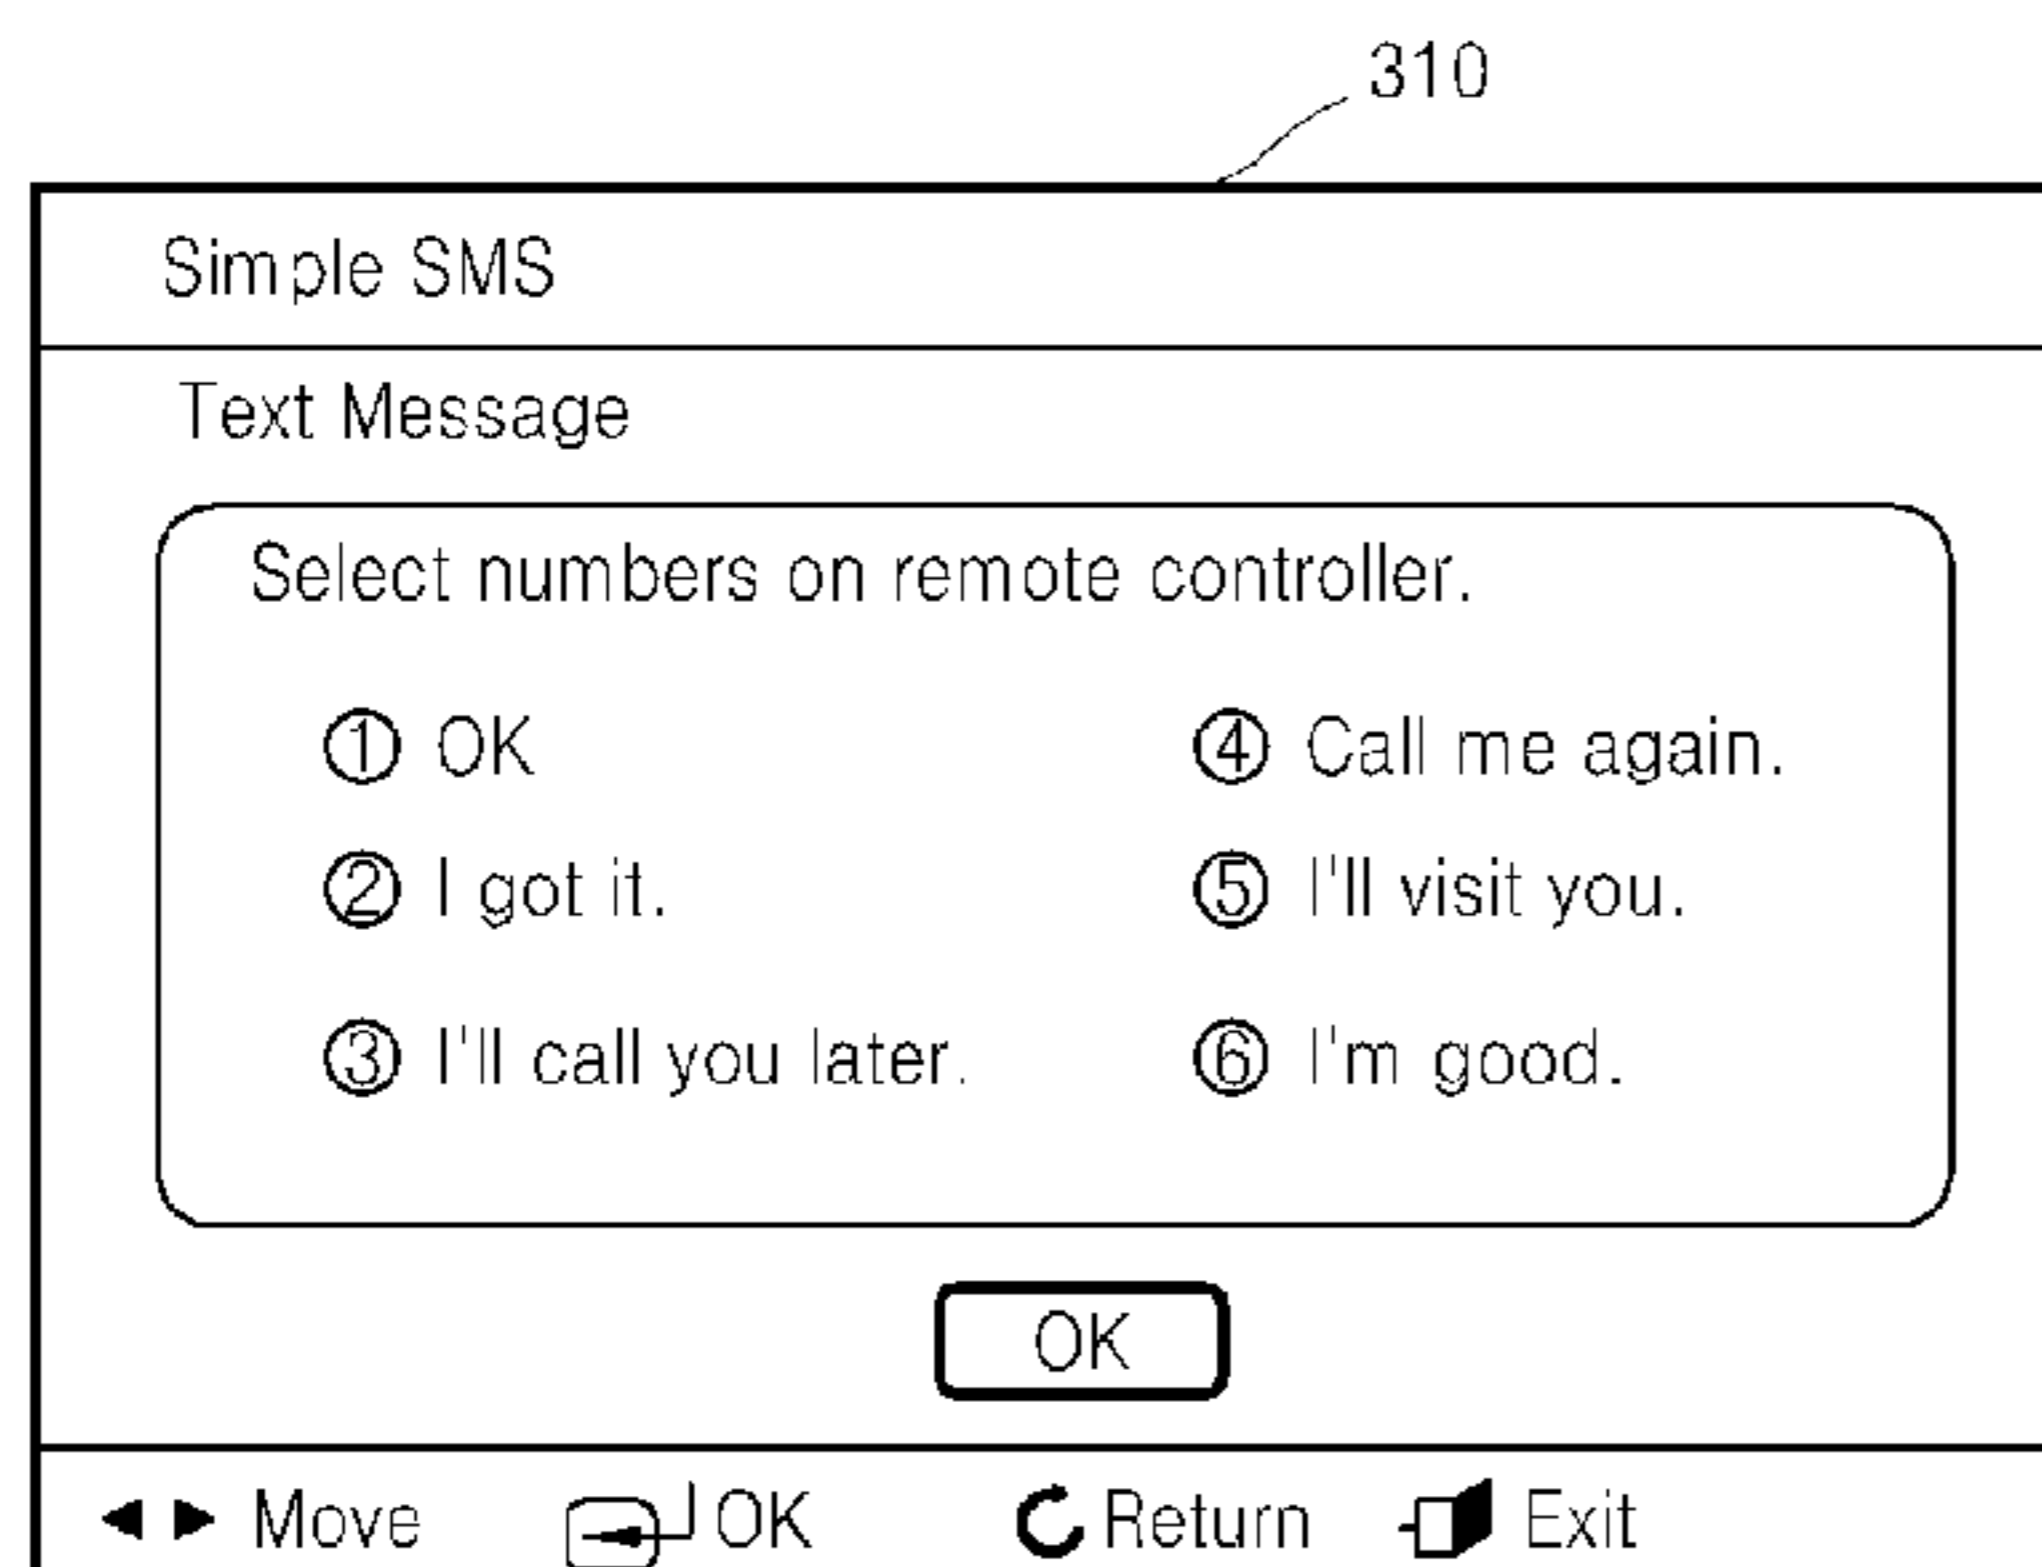 310
Simple SMS
Text Message
Select numbers on remote controller.
① OK ④ Call me again.
② I got it. ⑤ I'll visit you.
③ I'll call you later. ⑥ I'm good.
OK
Move OK Return Exit